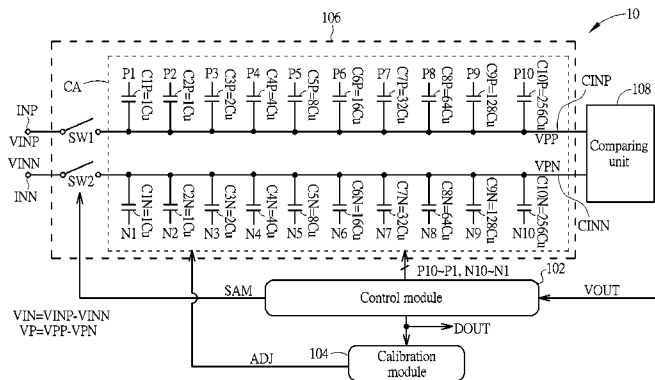 106
10
CA
P1
C1P=1Cu
P2
C2P=1Cu
P3
C3P=2Cu
P4
C4P=4Cu
P5
C5P=8Cu
P6
C6P=16Cu
P7
C7P=32Cu
P8
C8P=64Cu
P9
C9P=128Cu
P10
C10P=256Cu
CINP
108
INP
VINP
SW1
VPP
Comparing unit
VINN
INN
SW2
VPN
CINN
N1
C1N=1Cu
N2
C2N=1Cu
N3
C3N=2Cu
N4
C4N=4Cu
N5
C5N=8Cu
N6
C6N=16Cu
N7
C7N=32Cu
N8
C8N=64Cu
N9
C9N=128Cu
N10
C10N=256Cu
P10~P1, N10~N1
102
SAM
Control module
VOUT
VIN=VINP-VINN
VP=VPP-VPN
DOUT
ADJ
104
Calibration module